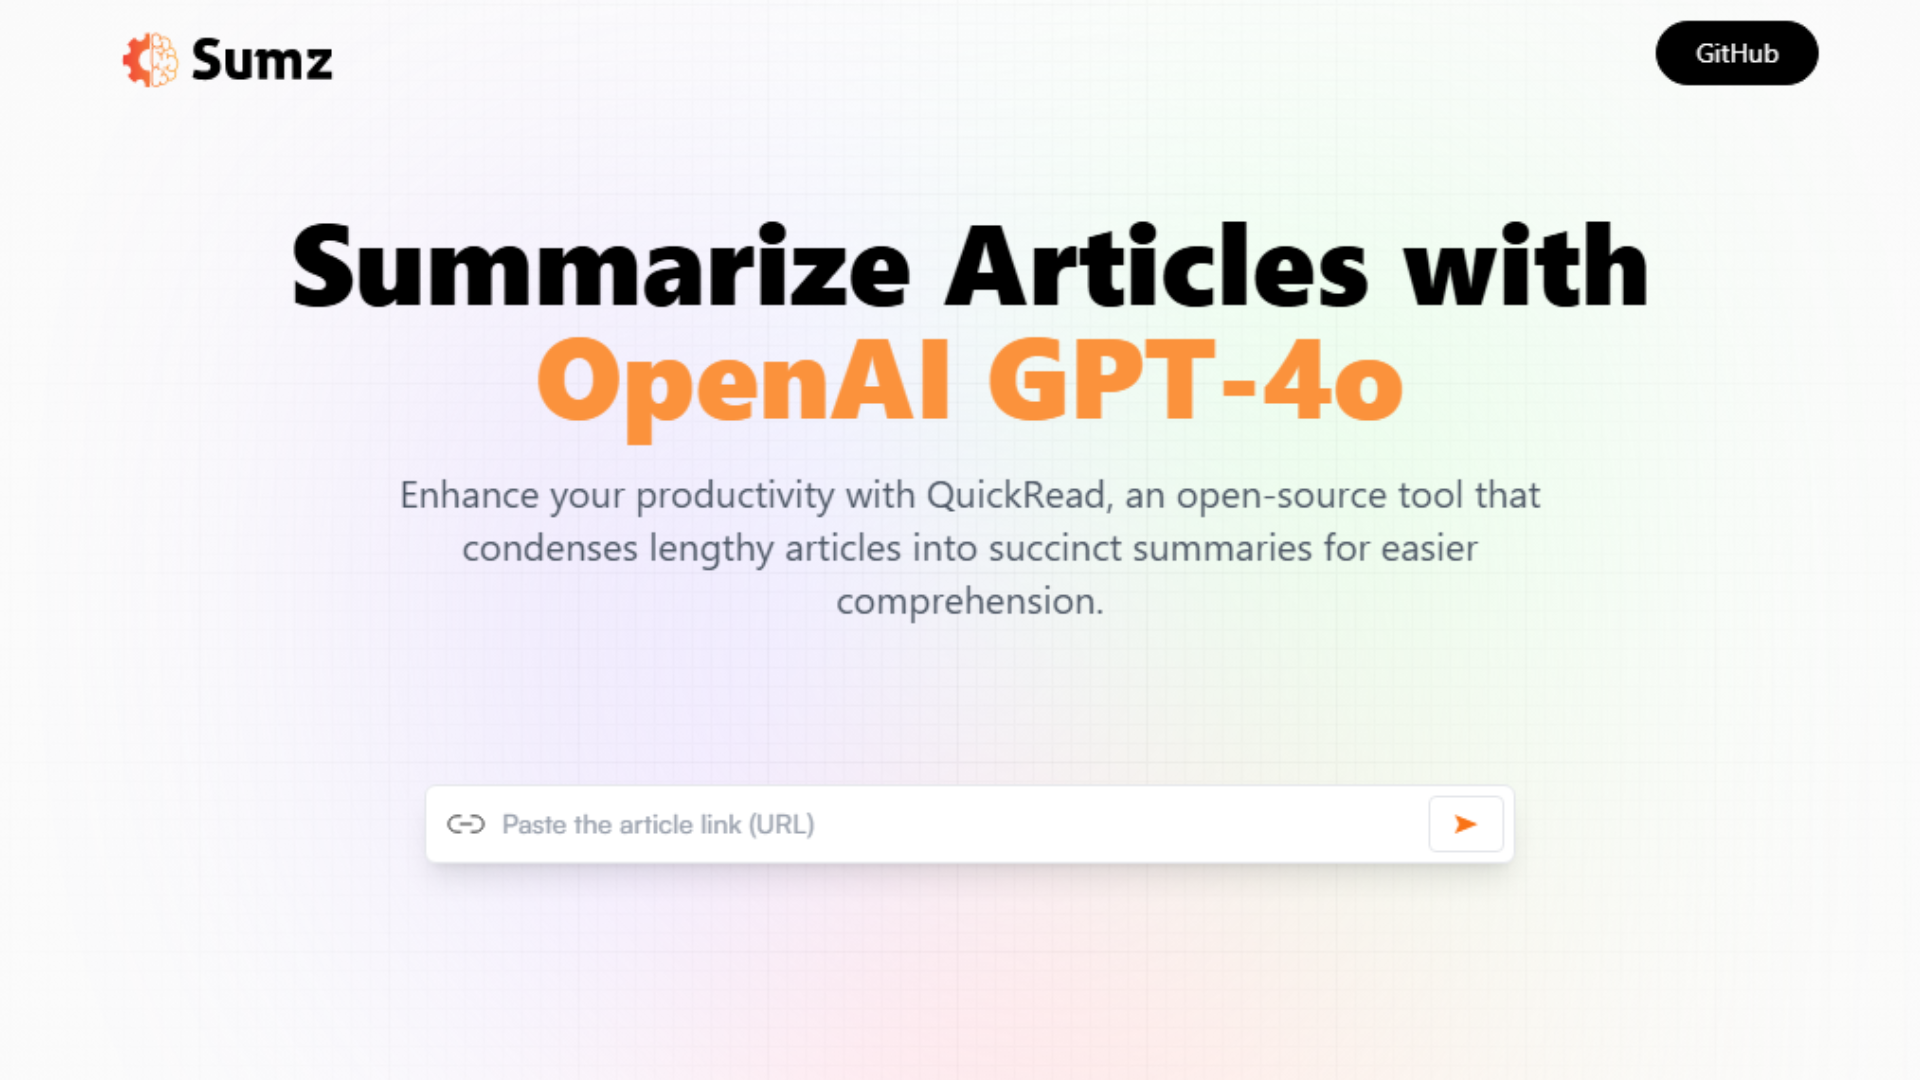 Sumz
GitHub
Summarize Articles with
OpenAI GPT-4o
Enhance your productivity with QuickRead, an open-source tool that
condenses lengthy articles into succinct summaries for easier
comprehension.
Paste the article link (URL)